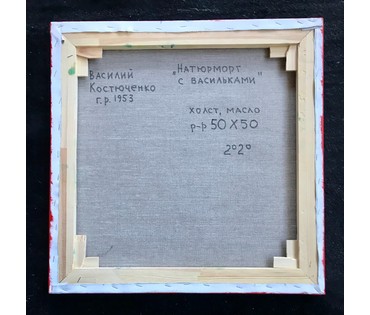 Василий
Костюченко
г.р. 1953
"Натюрморт
с васильками"
холст, масло
р-р 50х50
2020